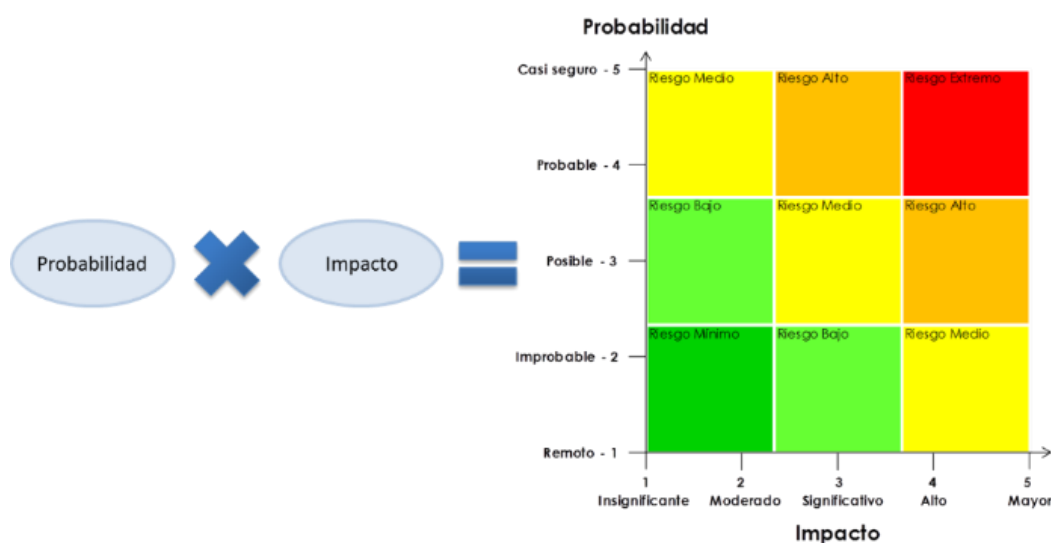 Probabilidad
Casi seguro - 5
Riesgo Medio
Riesgo Alto
Riesgo Extremo
Probable - 4
Riesgo Bajo
Riesgo Medio
Riesgo Alto
Probabilidad
Impacto
Posible - 3
Riesgo Mínimo
Riesgo Bajo
Riesgo Medio
Improbable - 2
Remoto - 1
1
2
3
4
5
Insignificante
Moderado
Significativo
Alto
Mayor
Impacto